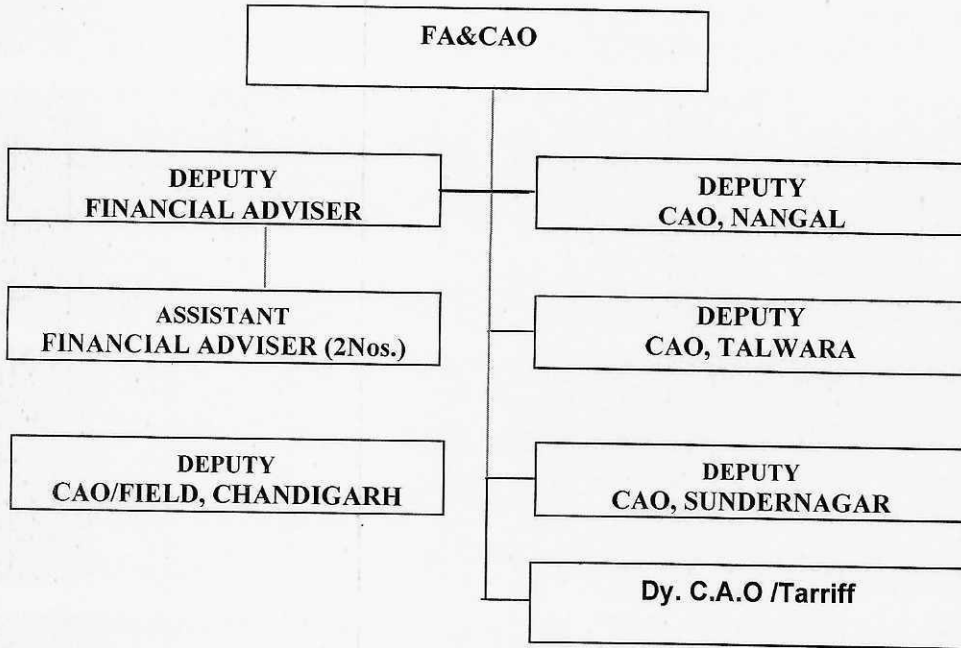 FA&CAO
DEPUTY
FINANCIAL ADVISER
DEPUTY
CAO, NANGAL
ASSISTANT
FINANCIAL ADVISER (2Nos.)
DEPUTY
CAO, TALWARA
DEPUTY
CAO/FIELD, CHANDIGARH
DEPUTY
CAO, SUNDERNAGAR
Dy. C.A.O /Tarriff